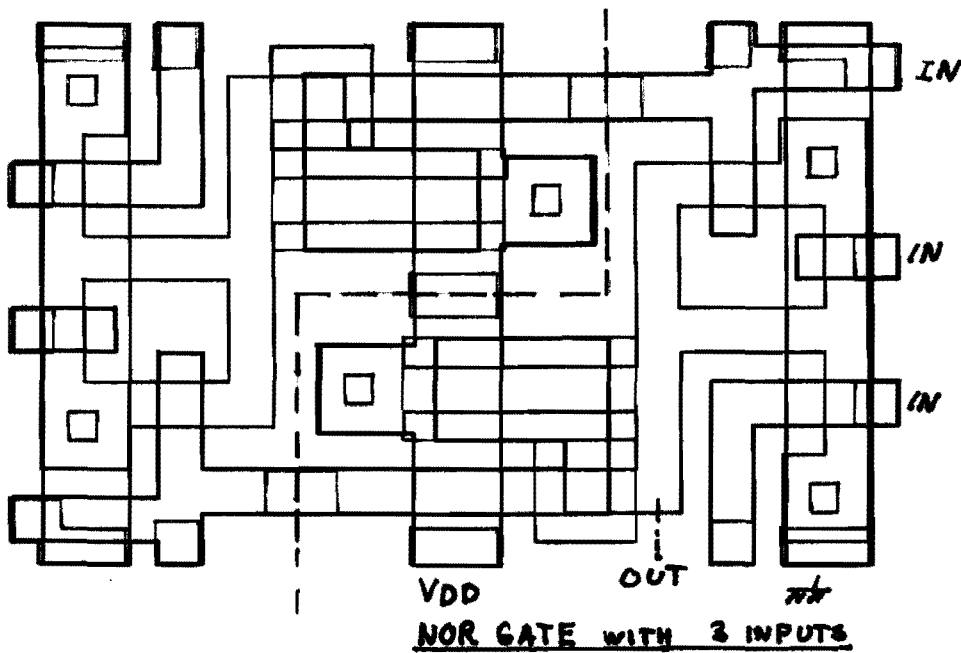 IN
IN
IN
OUT
VDD
NOR GATE WITH 3 INPUTS